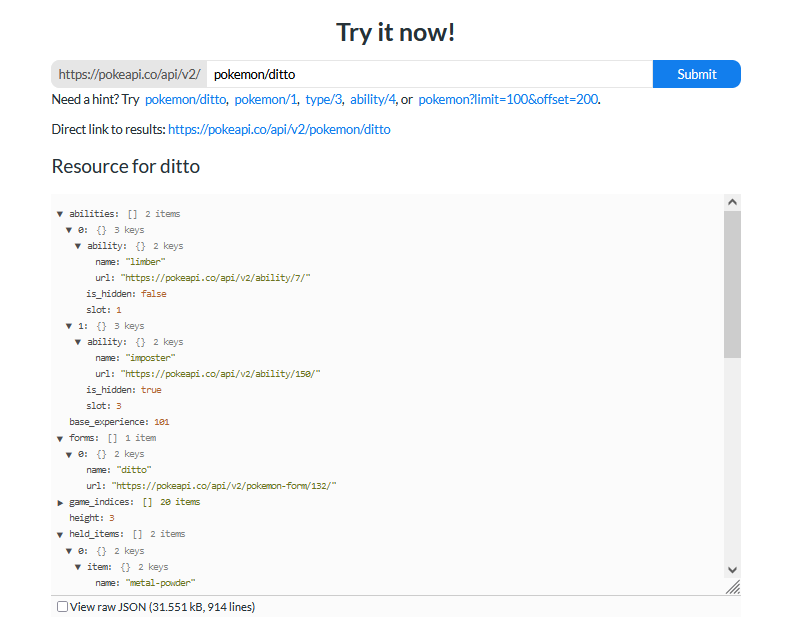 Try it now!
https://pokeapi.co/api/v2/ pokemon/ditto Submit
Need a hint? Try pokemon/ditto, pokemon/1, type/3, ability/4, or pokemon?limit=100&offset=200.
Direct link to results: https://pokeapi.co/api/v2/pokemon/ditto
Resource for ditto
▼ abilities: [] 2 items
▼ 0: {} 3 keys
▼ ability: {} 2 keys
name: "limber"
url: "https://pokeapi.co/api/v2/ability/7/"
is_hidden: false
slot: 1
▼ 1: {} 3 keys
▼ ability: {} 2 keys
name: "imposter"
url: "https://pokeapi.co/api/v2/ability/150/"
is_hidden: true
slot: 3
base_experience: 101
▼ forms: [] 1 item
▼ 0: {} 2 keys
name: "ditto"
url: "https://pokeapi.co/api/v2/pokemon-form/132/"
▶ game_indices: [] 20 items
height: 3
▼ held_items: [] 2 items
▼ 0: {} 2 keys
▼ item: {} 2 keys
name: "metal-powder"
View raw JSON (31.551 kB, 914 lines)